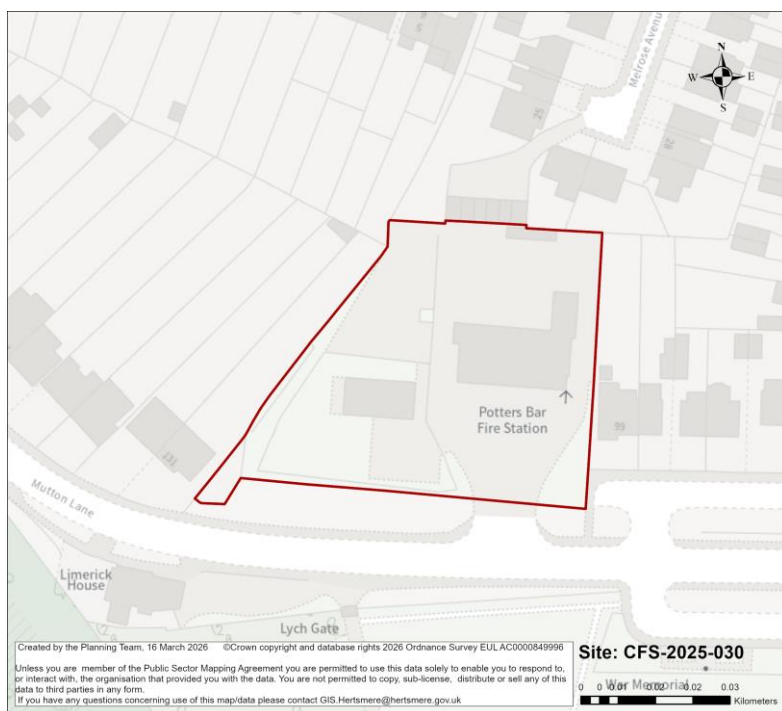 Melrose Avenu
N
W E
S
25
28
Potters Bar
Fire Station
99
131
Mutton Lane
Limerick
House
Lych Gate
War Memorial
Created by the Planning Team, 16 March 2026 ©Crown copyright and database rights 2026 Ordnance Survey EUL AC0000849996
Unless you are member of the Public Sector Mapping Agreement you are permitted to use this data solely to enable you to respond to,
or interact with, the organisation that provided you with the data. You are not permitted to copy, sub-license, distribute or sell any of this
data to third parties in any form.
If you have any questions concerning use of this map/data please contact GIS.Hertsmere@hertsmere.gov.uk
Site: CFS-2025-030
0 0.01 0.02 0.03
Kilometers